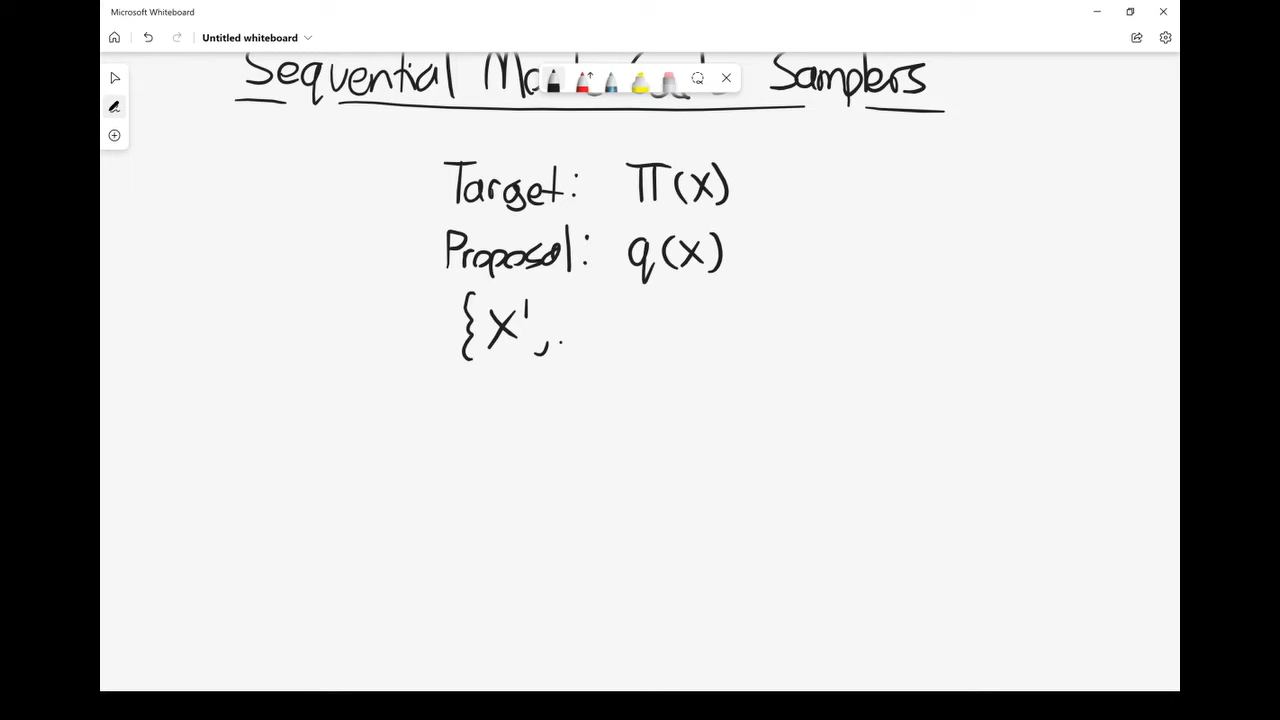 Microsoft Whiteboard
Untitled whiteboard
Sequential Samplers
Target: Π(x)
Proposal: q(x)
{x¹,.